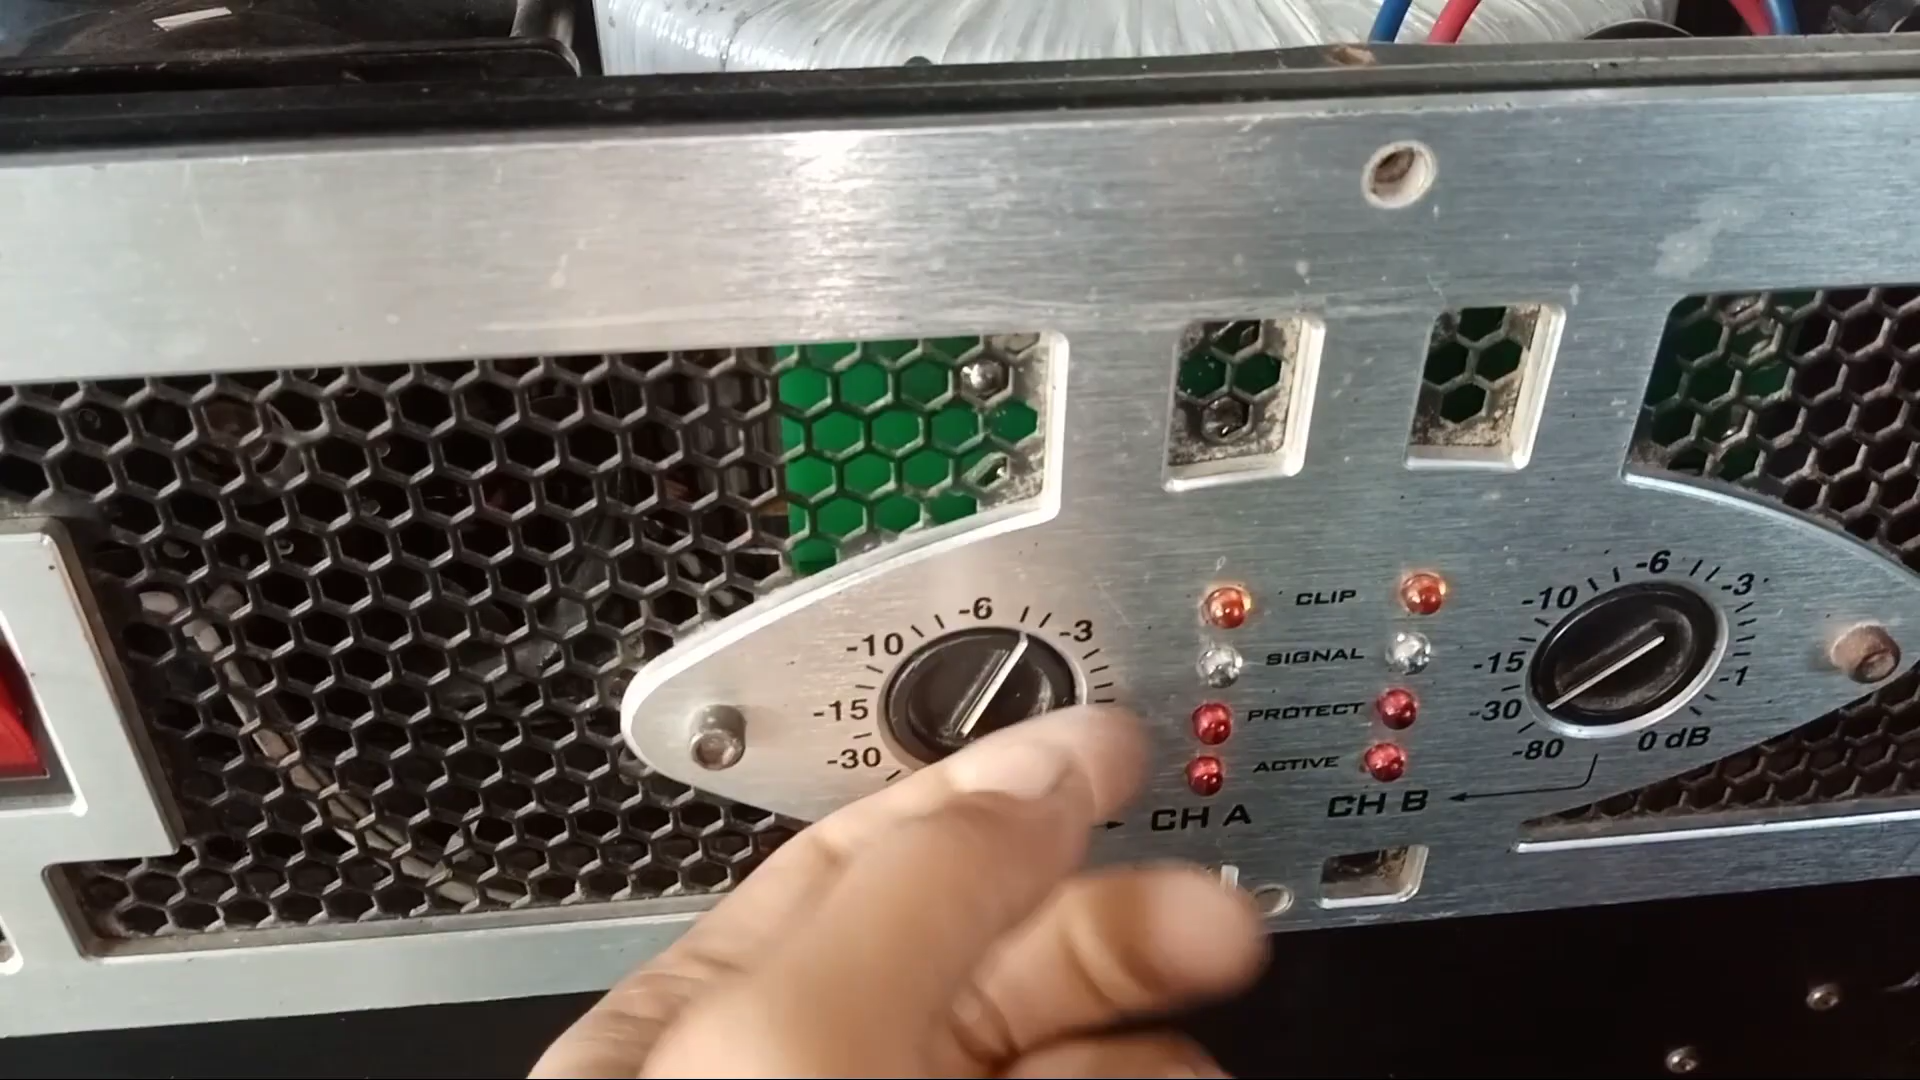 -6
-3
-10
-15
-30
CLIP
SIGNAL
PROTECT
ACTIVE
CH A
CH B
-6
-3
-10
-15
-1
-30
-80
0 dB